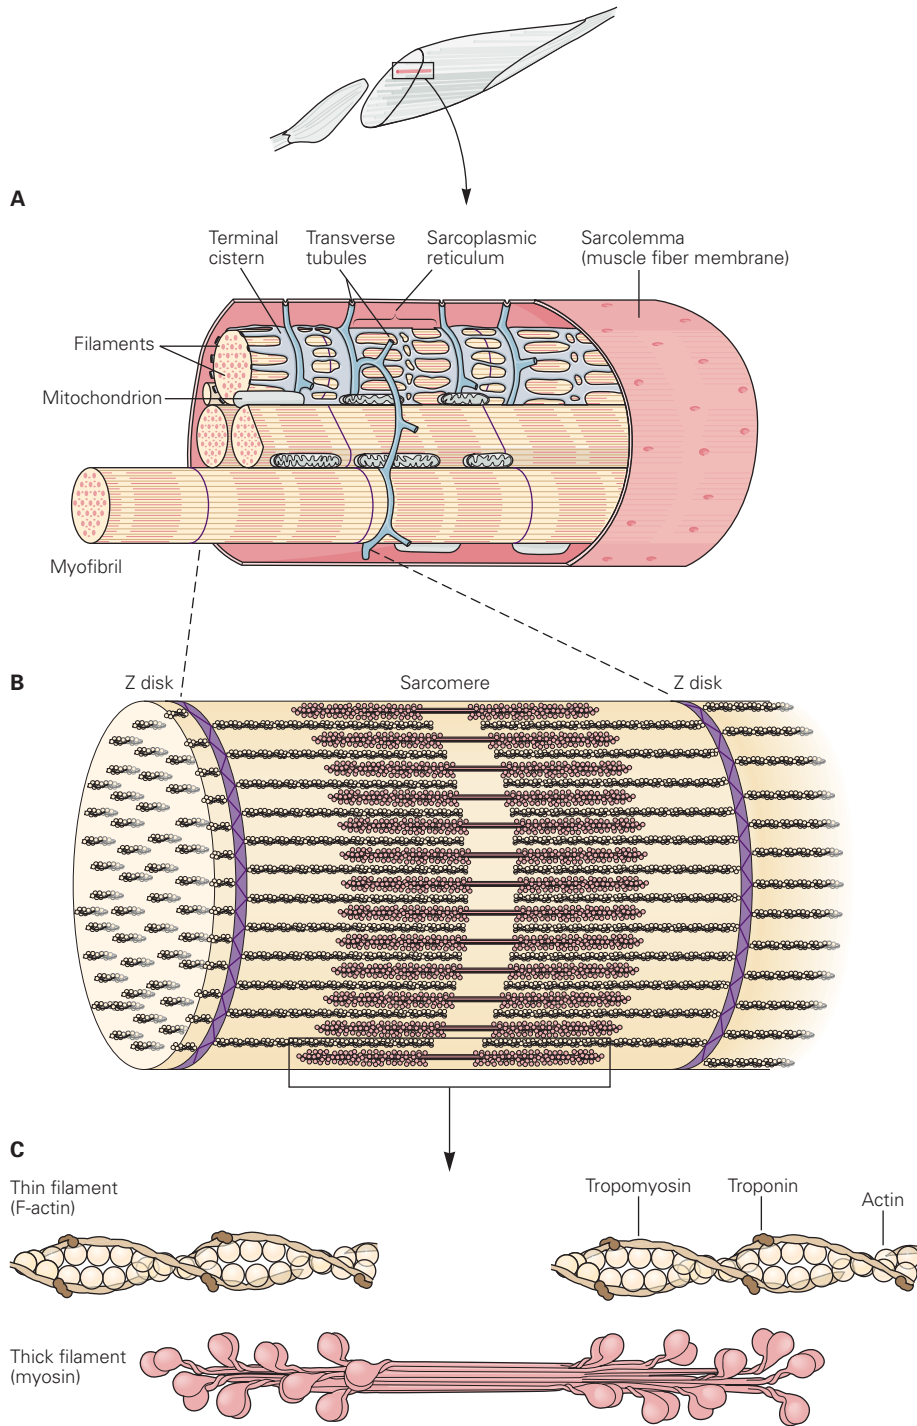 A
Terminal
cistern
Transverse
tubules
Sarcoplasmic
reticulum
Sarcolemma
(muscle fiber membrane)
Filaments
Mitochondrion
Myofibril
B
Z disk
Sarcomere
Z disk
C
Thin filament
(F-actin)
Tropomyosin
Troponin
Actin
Thick filament
(myosin)